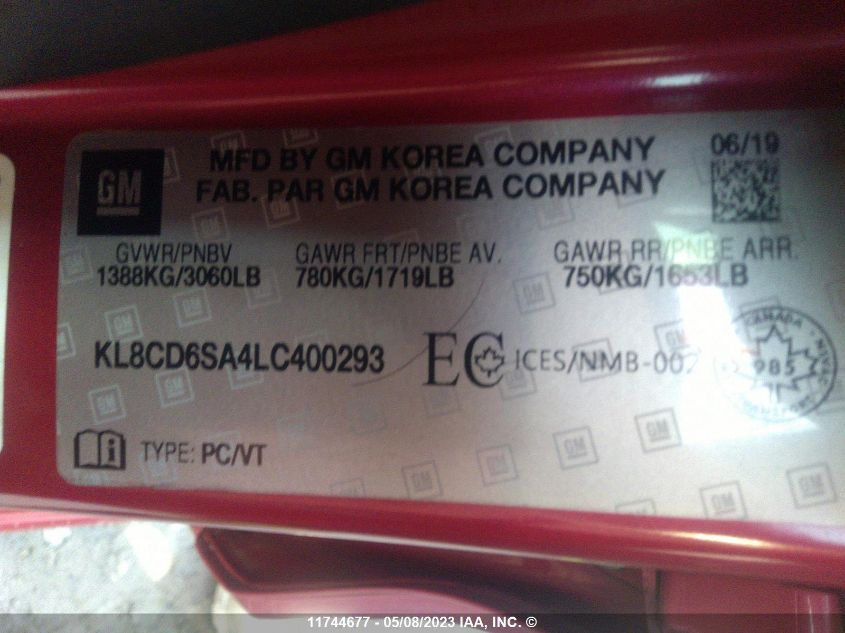 GM
MFD BY GM KOREA COMPANY
FAB. PAR GM KOREA COMPANY
06/19
GVWR/PNBV
1388KG/3060LB
GAWR FRT/PNBE AV.
780KG/1719LB
GAWR RR/PNBE ARR.
750KG/1653LB
KL8CD6SA4LC400293
EC ICES/NMB-002
CANADA
985
TYPE: PC/VT
11744677 - 05/08/2023 IAA, INC. ©